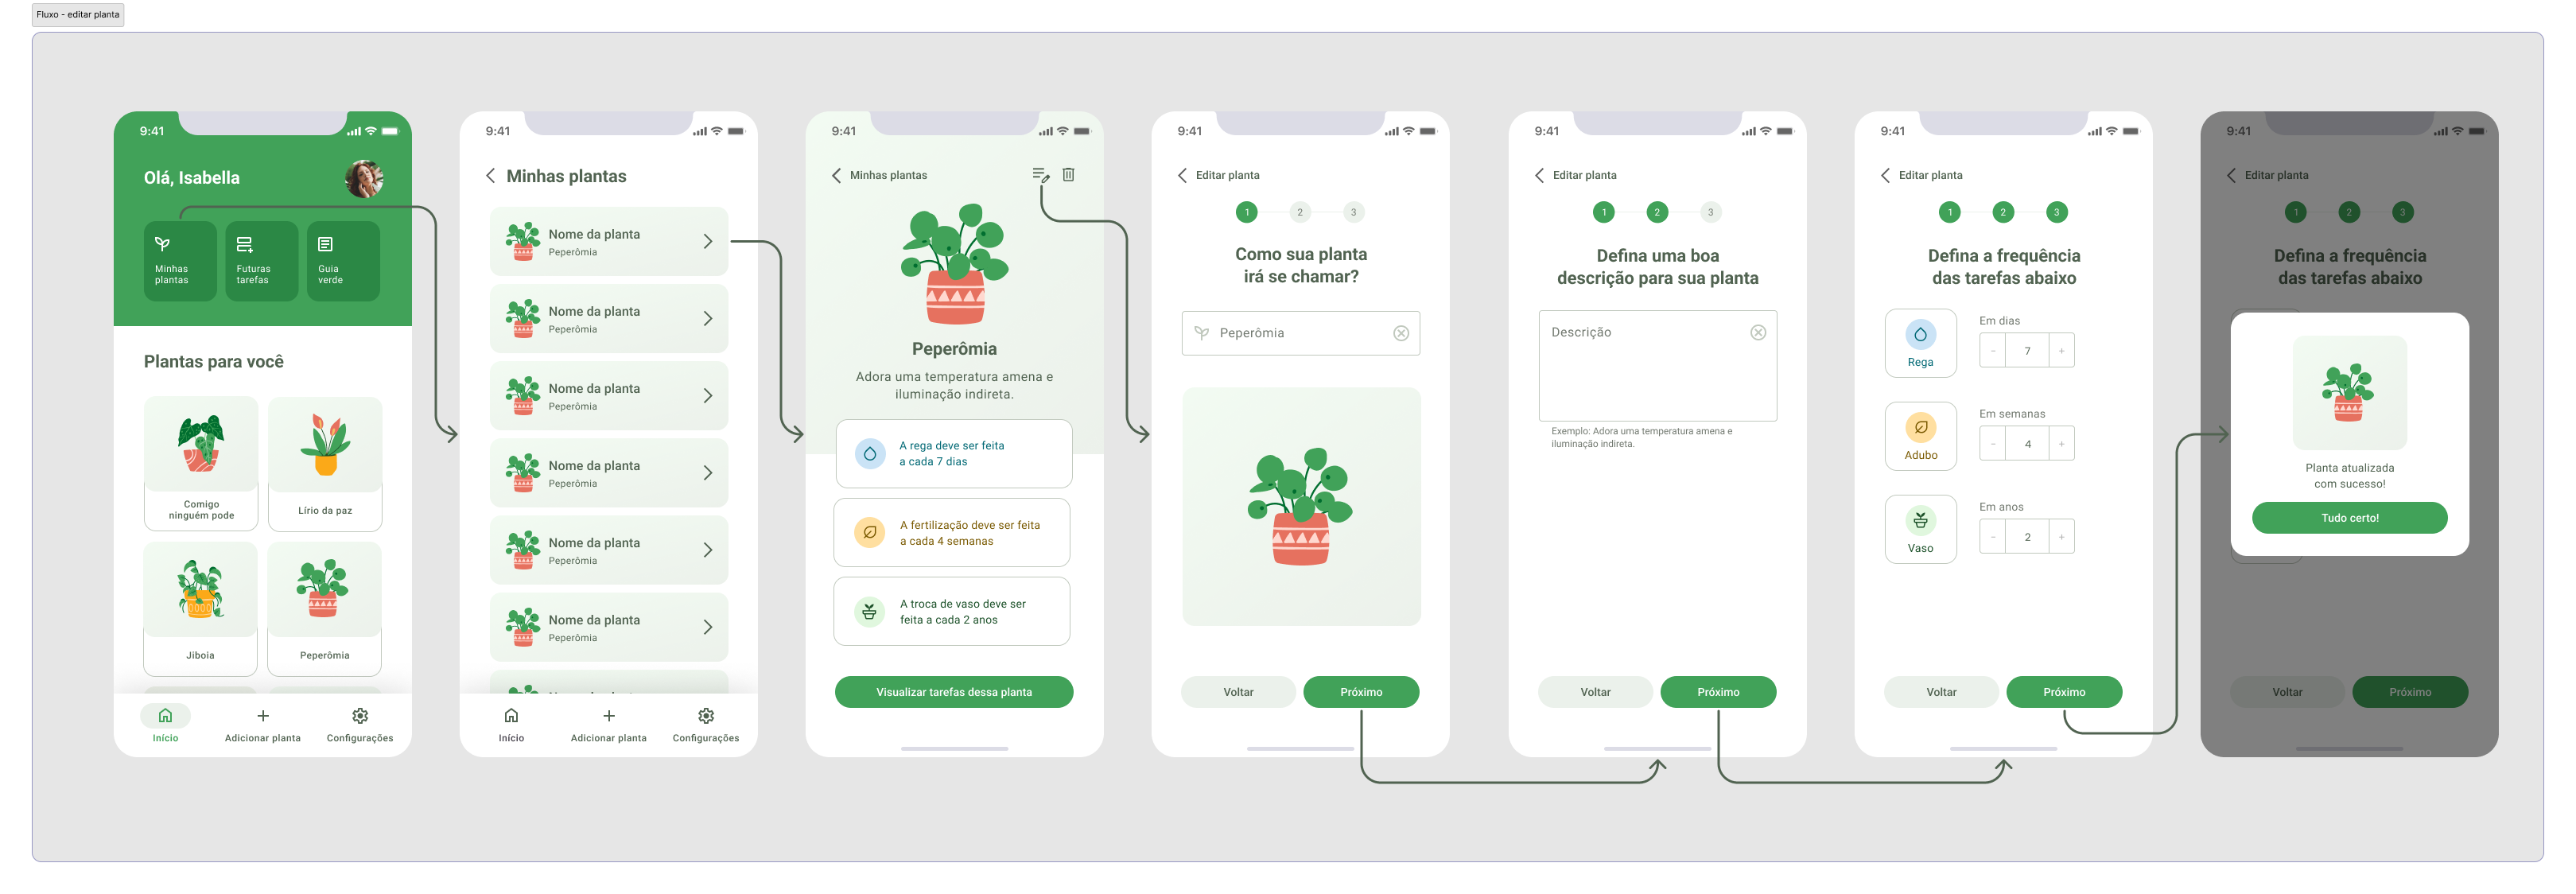 Fluxo - editar planta
9:41
Olá, Isabella
Minhas
plantas
Futuras
tarefas
Guia
verde
Plantas para você
Comigo
ninguém pode
Lírio da paz
Jiboia
Peperômia
Início
Adicionar planta
Configurações
9:41
Minhas plantas
Nome da planta
Peperômia
Nome da planta
Peperômia
Nome da planta
Peperômia
Nome da planta
Peperômia
Nome da planta
Peperômia
Nome da planta
Peperômia
Início
Adicionar planta
Configurações
9:41
Minhas plantas
Peperômia
Adora uma temperatura amena e
iluminação indireta.
A rega deve ser feita
a cada 7 dias
A fertilização deve ser feita
a cada 4 semanas
A troca de vaso deve ser
feita a cada 2 anos
Visualizar tarefas dessa planta
9:41
Editar planta
1 2 3
Como sua planta
irá se chamar?
Peperômia
Voltar
Próximo
9:41
Editar planta
1 2 3
Defina uma boa
descrição para sua planta
Descrição
Exemplo: Adora uma temperatura amena e
iluminação indireta.
Voltar
Próximo
9:41
Editar planta
1 2 3
Defina a frequência
das tarefas abaixo
Rega
Em dias
- 7 +
Adubo
Em semanas
- 4 +
Vaso
Em anos
- 2 +
Voltar
Próximo
9:41
Editar planta
1 2 3
Defina a frequência
das tarefas abaixo
Planta atualizada
com sucesso!
Tudo certo!
Voltar
Próximo